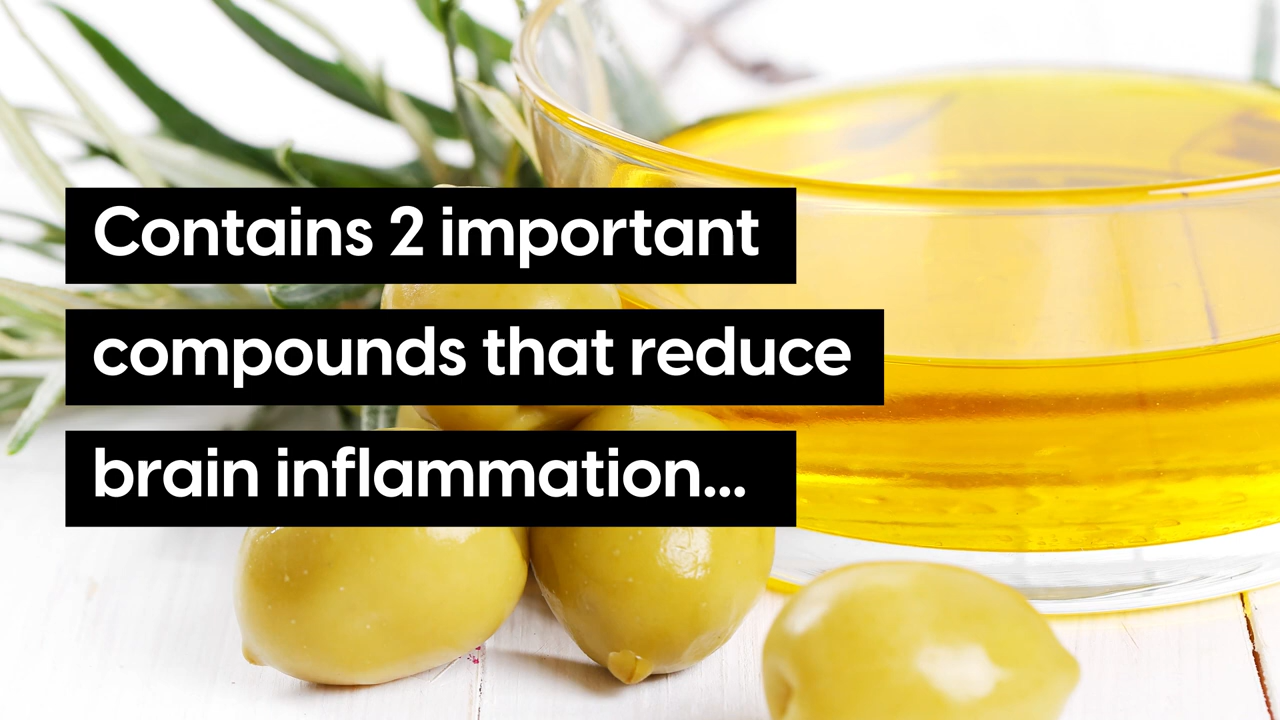 Contains 2 important
compounds that reduce
brain inflammation...